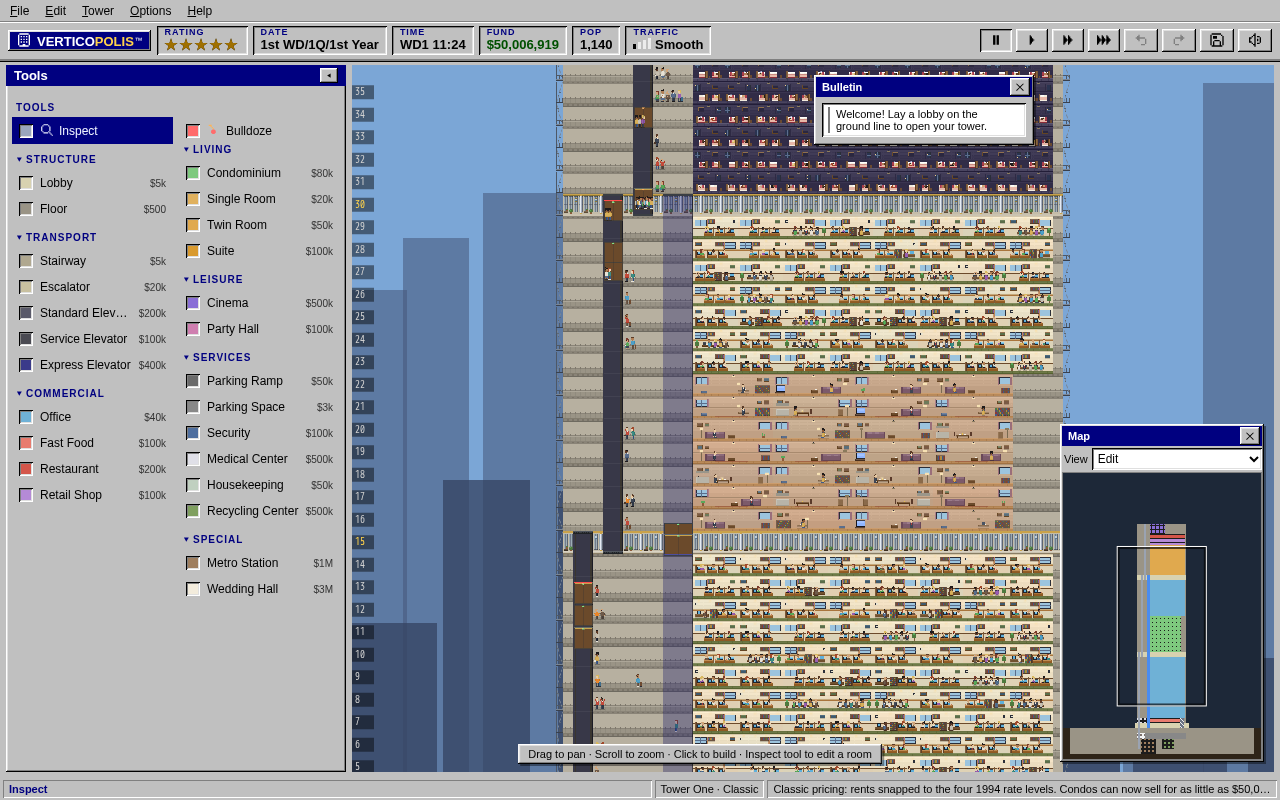 File Edit Tower Options Help
VERTICOPOLIS™
RATING
DATE
1st WD/1Q/1st Year
TIME
WD1 11:24
FUND
$50,006,919
POP
1,140
TRAFFIC
Smooth
Tools
TOOLS
Inspect
Bulldoze
STRUCTURE
Lobby $5k
Floor $500
TRANSPORT
Stairway $5k
Escalator $20k
Standard Elev… $200k
Service Elevator $100k
Express Elevator $400k
COMMERCIAL
Office $40k
Fast Food $100k
Restaurant $200k
Retail Shop $100k
LIVING
Condominium $80k
Single Room $20k
Twin Room $50k
Suite $100k
LEISURE
Cinema $500k
Party Hall $100k
SERVICES
Parking Ramp $50k
Parking Space $3k
Security $100k
Medical Center $500k
Housekeeping $50k
Recycling Center $500k
SPECIAL
Metro Station $1M
Wedding Hall $3M
35
34
33
32
31
30
29
28
27
26
25
24
23
22
21
20
19
18
17
16
15
14
13
12
11
10
9
8
7
6
5
Bulletin
Welcome! Lay a lobby on the
ground line to open your tower.
Map
View Edit
Drag to pan · Scroll to zoom · Click to build · Inspect tool to edit a room
Inspect
Tower One · Classic
Classic pricing: rents snapped to the four 1994 rate levels. Condos can now sell for as little as $50,0…